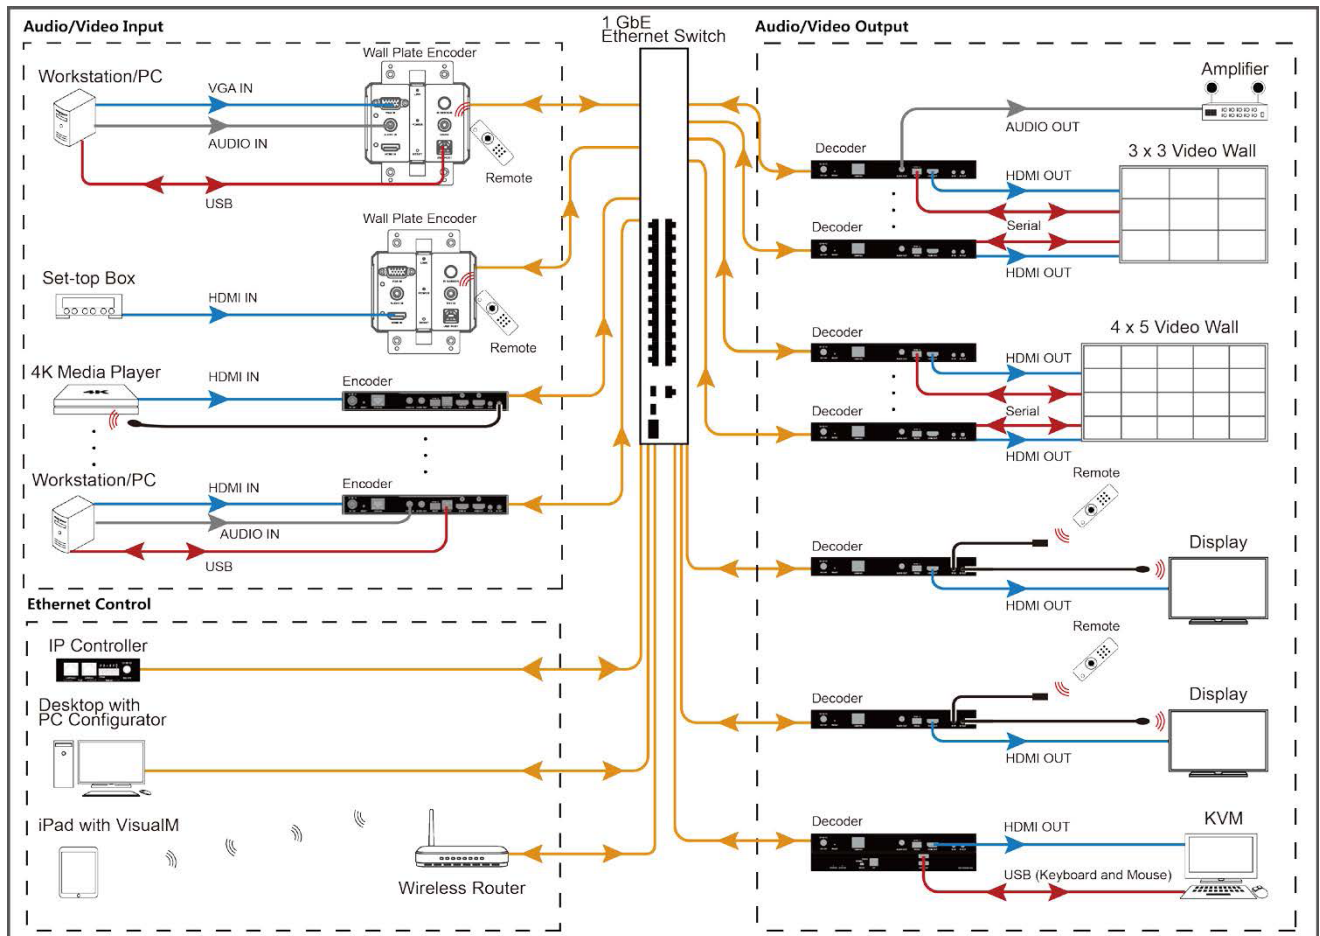 Audio/Video Input
1 GbE
Ethernet Switch
Audio/Video Output
Wall Plate Encoder
Workstation/PC
VGA IN
AUDIO IN
USB
Remote
Wall Plate Encoder
Set-top Box
HDMI IN
Remote
4K Media Player
4K
HDMI IN
Encoder
Workstation/PC
HDMI IN
Encoder
AUDIO IN
USB
Ethernet Control
IP Controller
Desktop with
PC Configurator
iPad with VisualM
Wireless Router
Amplifier
AUDIO OUT
Decoder
3 x 3 Video Wall
HDMI OUT
Serial
Decoder
HDMI OUT
4 x 5 Video Wall
Decoder
HDMI OUT
Serial
Decoder
HDMI OUT
Remote
Decoder
Display
HDMI OUT
Remote
Decoder
Display
HDMI OUT
Decoder
HDMI OUT
KVM
USB (Keyboard and Mouse)